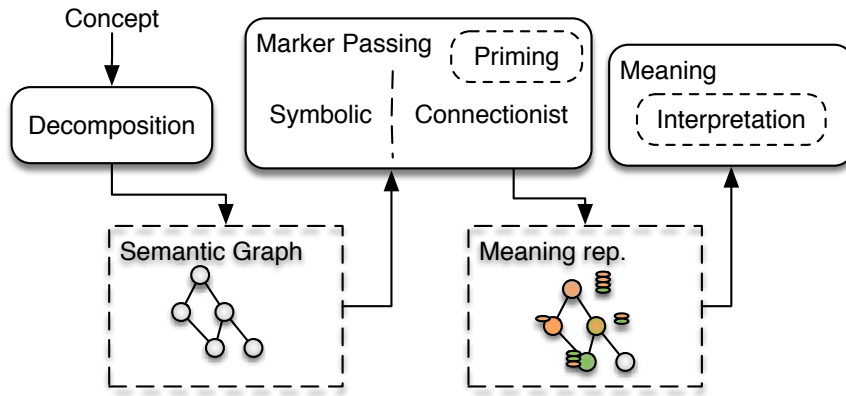 Concept
Decomposition
Marker Passing
Priming
Symbolic
Connectionist
Meaning
Interpretation
Semantic Graph
Meaning rep.